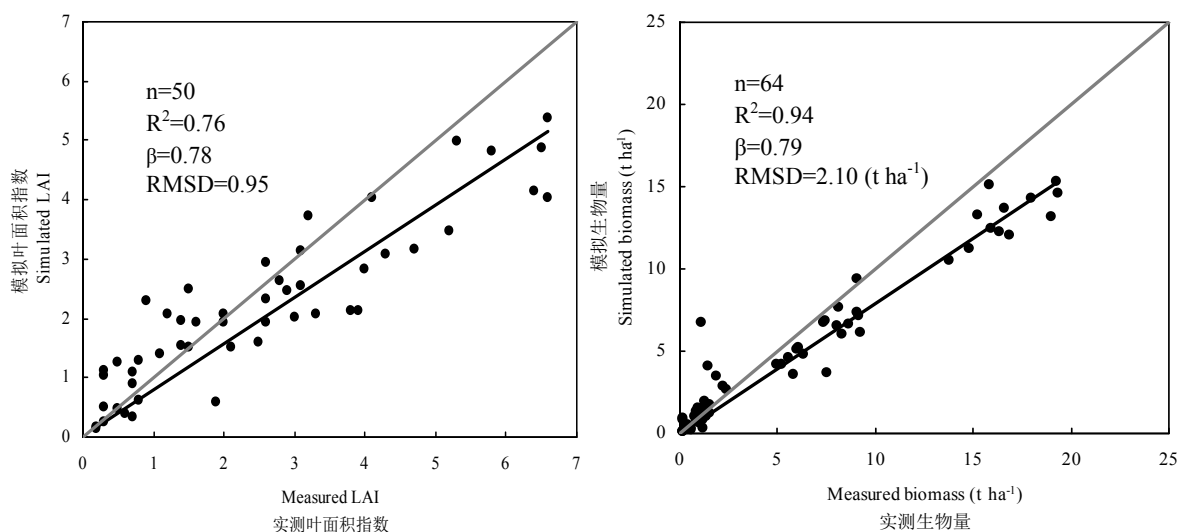 7
6
5
4
3
2
1
0
模拟叶面积指数
Simulated LAI
n=50
R²=0.76
β=0.78
RMSD=0.95
0 1 2 3 4 5 6 7
Measured LAI
实测叶面积指数
25
20
15
10
5
0
模拟生物量
Simulated biomass (t ha⁻¹)
n=64
R²=0.94
β=0.79
RMSD=2.10 (t ha⁻¹)
0 5 10 15 20 25
Measured biomass (t ha⁻¹)
实测生物量